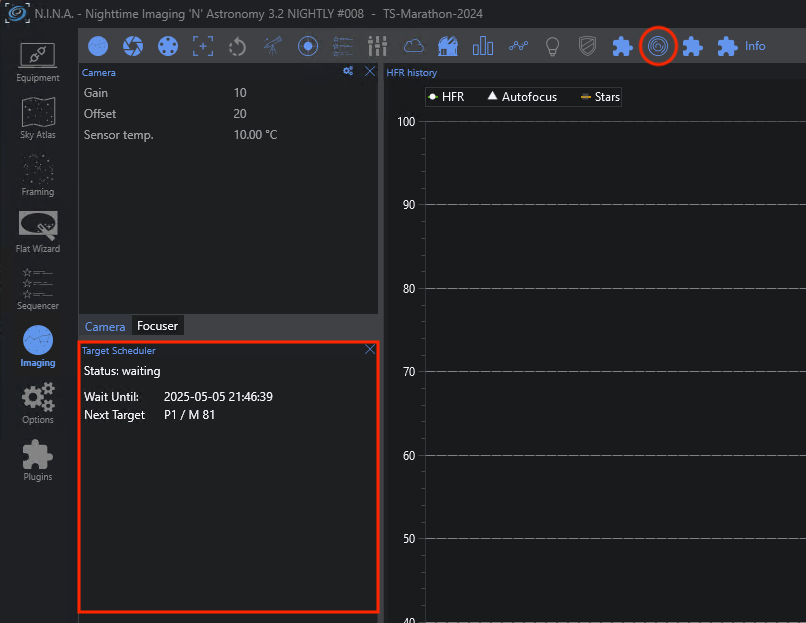 N.I.N.A. - Nighttime Imaging 'N' Astronomy 3.2 NIGHTLY #008 - TS-Marathon-2024
Equipment
Sky Atlas
Framing
Flat Wizard
Sequencer
Imaging
Options
Plugins
Info
Camera
Gain 10
Offset 20
Sensor temp. 10.00 °C
Camera Focuser
Target Scheduler
Status: waiting
Wait Until: 2025-05-05 21:46:39
Next Target P1 / M 81
HFR history
HFR Autofocus Stars
100
90
80
70
60
50
40